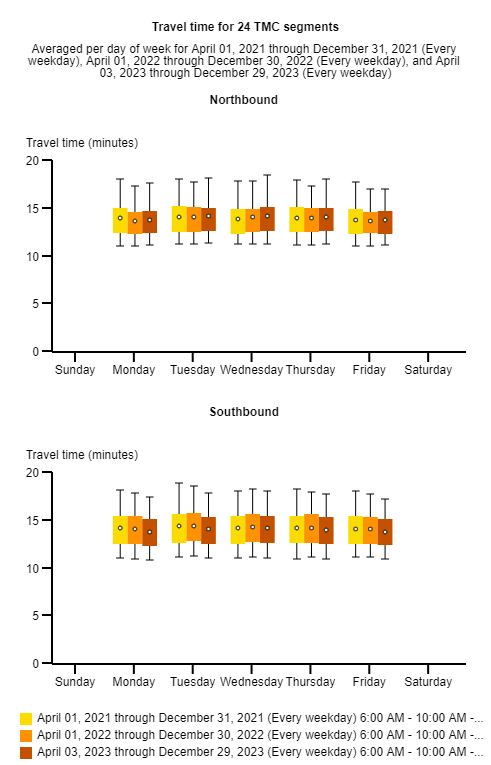 Travel time for 24 TMC segments
Averaged per day of week for April 01, 2021 through December 31, 2021 (Every
weekday), April 01, 2022 through December 30, 2022 (Every weekday), and April
03, 2023 through December 29, 2023 (Every weekday)
Northbound
Travel time (minutes)
20
15
10
5
0
Sunday Monday Tuesday Wednesday Thursday Friday Saturday
Southbound
Travel time (minutes)
20
15
10
5
0
Sunday Monday Tuesday Wednesday Thursday Friday Saturday
April 01, 2021 through December 31, 2021 (Every weekday) 6:00 AM - 10:00 AM -...
April 01, 2022 through December 30, 2022 (Every weekday) 6:00 AM - 10:00 AM -...
April 03, 2023 through December 29, 2023 (Every weekday) 6:00 AM - 10:00 AM -...